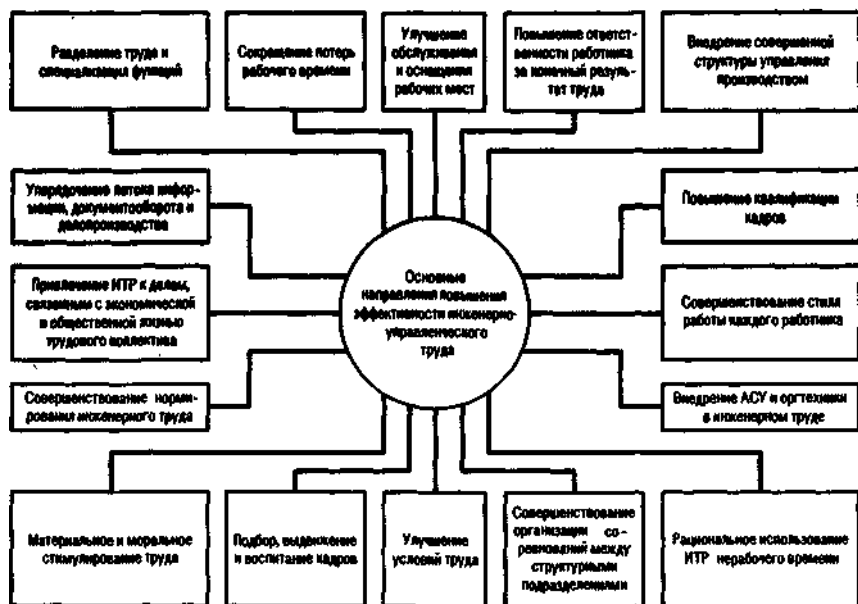 Разделение труда и
специализация функций
Сокращение потерь
рабочего времени
Улучшение
обслуживания
и оснащения
рабочих мест
Повышение ответст-
венности работника
за конечный резуль-
тат труда
Внедрение совершенной
структуры управления
производством
Упорядочение потока инфор-
мации, документооборота и
делопроизводства
Повышение квалификации
кадров
Основные
направления повышения
эффективности инженерно-
управленческого
труда
Привлечение ИТР к делам,
связанным с экономической
и общественной жизнью
трудового коллектива
Совершенствование стиля
работы каждого работника
Совершенствование норми-
рования инженерного труда
Внедрение АСУ и оргтехники
в инженерном труде
Материальное и моральное
стимулирование труда
Подбор, выдвижение
и воспитание кадров
Улучшение
условий труда
Совершенствование
организации со-
ревнований между
структурными
подразделениями
Рациональное использование
ИТР нерабочего времени